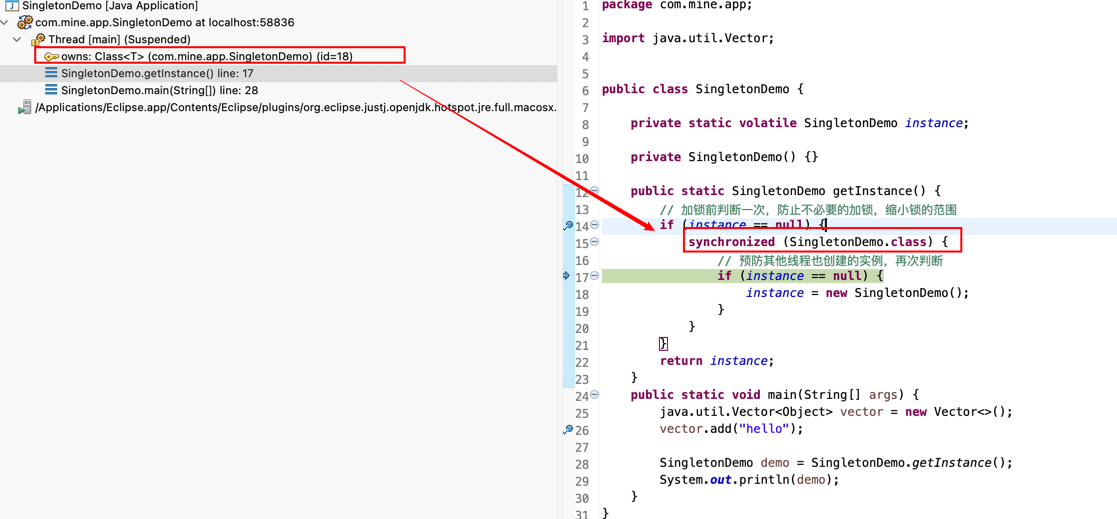 SingletonDemo [Java Application]
com.mine.app.SingletonDemo at localhost:58836
Thread [main] (Suspended)
owns: Class<T> (com.mine.app.SingletonDemo) (id=18)
SingletonDemo.getInstance() line: 17
SingletonDemo.main(String[]) line: 28
/Applications/Eclipse.app/Contents/Eclipse/plugins/org.eclipse.justj.openjdk.hotspot.jre.full.macosx.
1 package com.mine.app;
2
3 import java.util.Vector;
4
5
6 public class SingletonDemo {
7
8 private static volatile SingletonDemo instance;
9
10 private SingletonDemo() {}
11
12 public static SingletonDemo getInstance() {
13 // 加锁前判断一次，防止不必要的加锁，缩小锁的范围
14 if (instance == null) {
15 synchronized (SingletonDemo.class) {
16 // 预防其他线程也创建的实例，再次判断
17 if (instance == null) {
18 instance = new SingletonDemo();
19 }
20 }
21 }
22 return instance;
23 }
24 public static void main(String[] args) {
25 java.util.Vector<Object> vector = new Vector<>();
26 vector.add("hello");
27
28 SingletonDemo demo = SingletonDemo.getInstance();
29 System.out.println(demo);
30 }
31 }